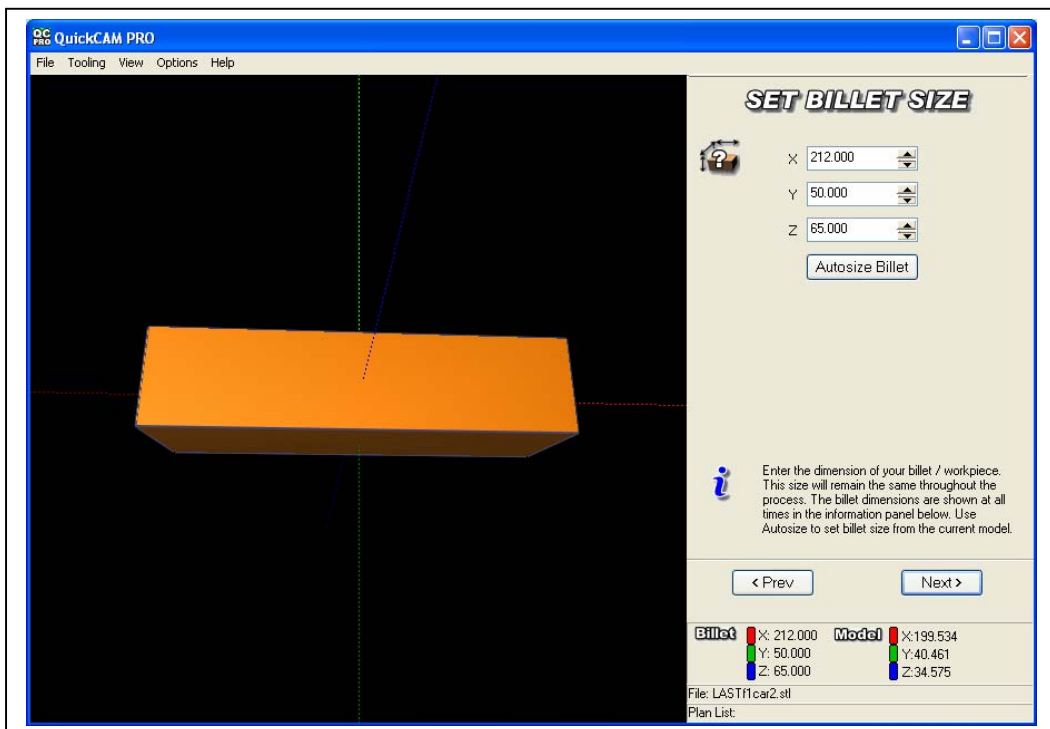 QC PRO QuickCAM PRO
File Tooling View Options Help
SET BILLET SIZE
?
X 212.000
Y 50.000
Z 65.000
Autosize Billet
i
Enter the dimension of your billet / workpiece.
This size will remain the same throughout the
process. The billet dimensions are shown at all
times in the information panel below. Use
Autosize to set billet size from the current model.
< Prev Next >
Billet X: 212.000 Model X:199.534
Y: 50.000 Y:40.461
Z: 65.000 Z:34.575
File: LASTf1car2.stl
Plan List: